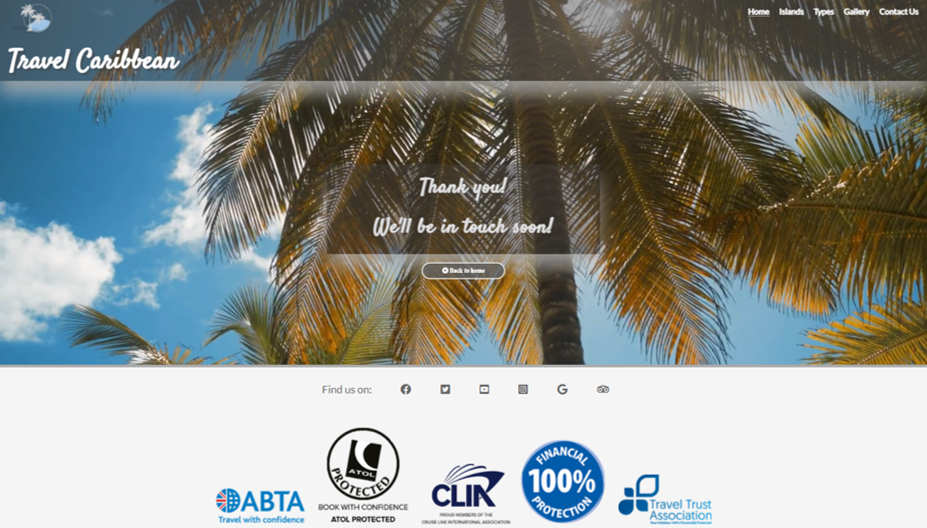 Home Islands Types Gallery Contact Us
Travel Caribbean
Thank you!
We'll be in touch soon!
Back to home
Find us on:
ABTA
Travel with confidence
ATOL
PROTECTED
BOOK WITH CONFIDENCE
ATOL PROTECTED
CLIA
PROUD MEMBERS OF THE
CRUISE LINE INTERNATIONAL ASSOCIATION
FINANCIAL
100%
PROTECTION
Travel Trust
Association